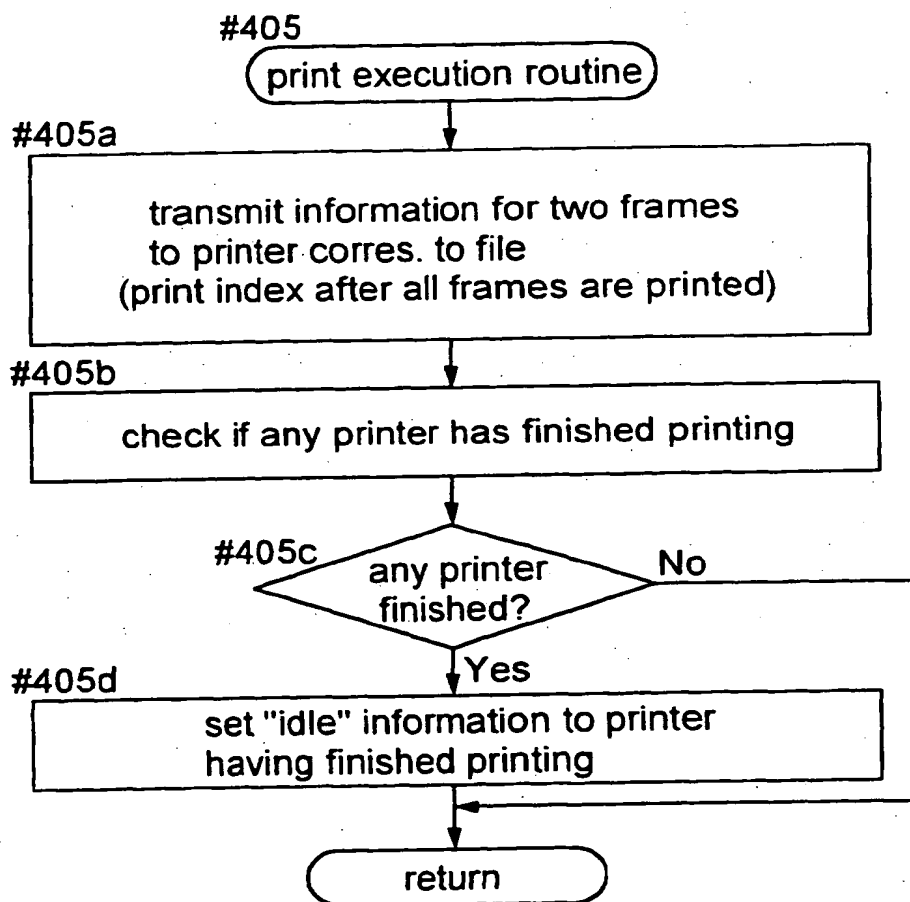 #405
print execution routine
#405a
transmit information for two frames
to printer corres. to file
(print index after all frames are printed)
#405b
check if any printer has finished printing
#405c
any printer
finished?
No
Yes
#405d
set "idle" information to printer
having finished printing
return